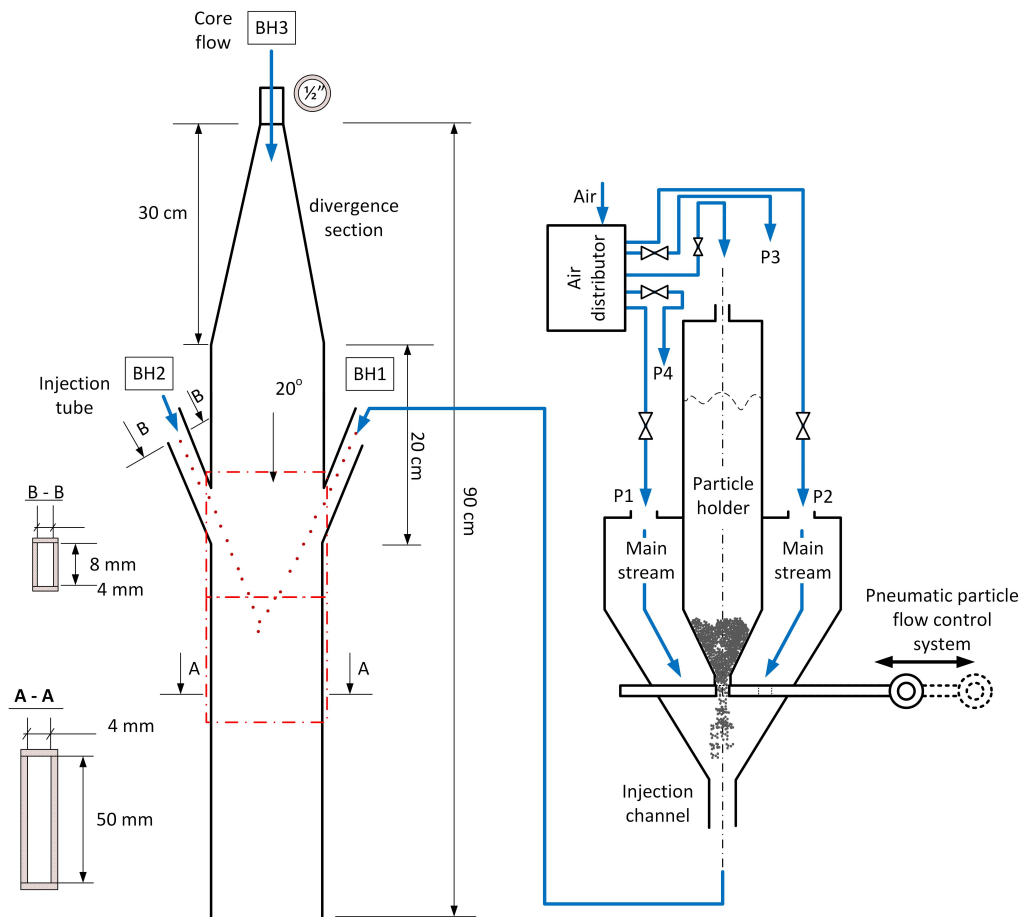 Core
flow
BH3
½”
30 cm
divergence
section
Air
Air
distributor
P3
P4
BH2
BH1
Injection
tube
B
B
20°
20 cm
90 cm
B - B
8 mm
4 mm
P1
P2
Particle
holder
Main
stream
Main
stream
Pneumatic particle
flow control
system
A
A
A - A
4 mm
50 mm
Injection
channel